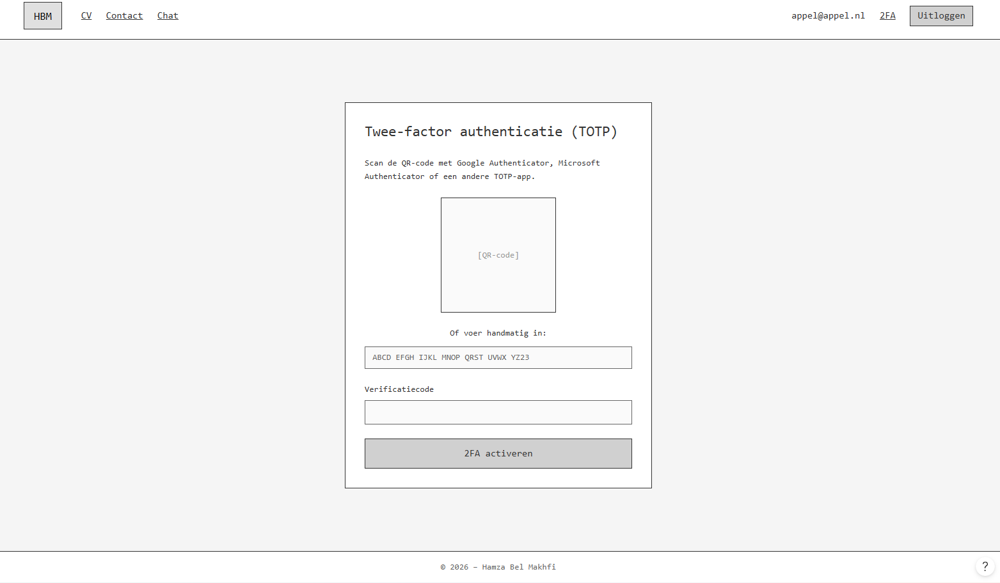 HBM
CV
Contact
Chat
appel@appel.nl
2FA
Uitloggen
Twee-factor authenticatie (TOTP)
Scan de QR-code met Google Authenticator, Microsoft
Authenticator of een andere TOTP-app.
[QR-code]
Of voer handmatig in:
ABCD EFGH IJKL MNOP QRST UVWX YZ23
Verificatiecode
2FA activeren
© 2026 – Hamza Bel Makhfi
?